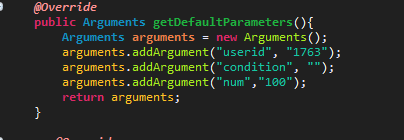 @Override
public Arguments getDefaultParameters(){
Arguments arguments = new Arguments();
arguments.addArgument("userid", "1763");
arguments.addArgument("condition", "");
arguments.addArgument("num","100");
return arguments;
}